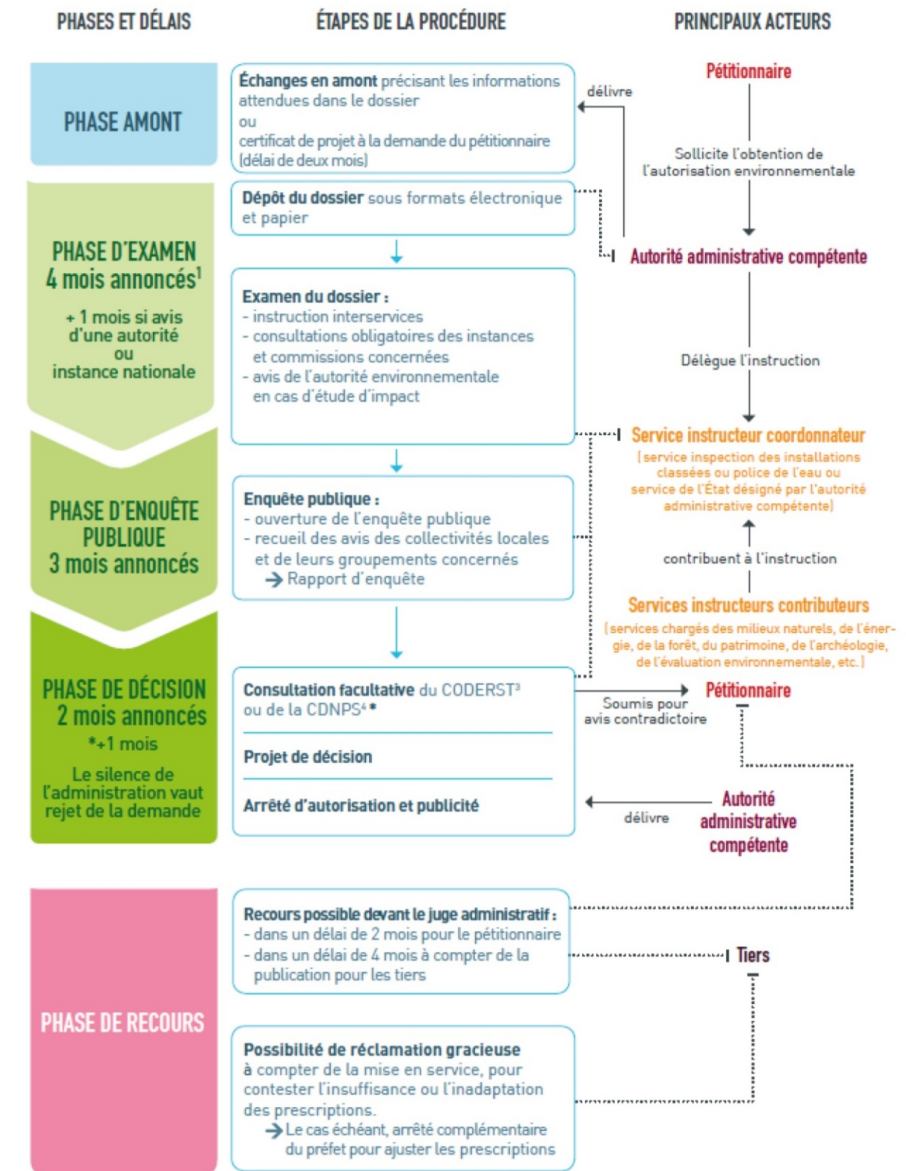 PHASES ET DÉLAIS
ÉTAPES DE LA PROCÉDURE
PRINCIPAUX ACTEURS
PHASE AMONT
Échanges en amont précisant les informations
attendues dans le dossier
ou
certificat de projet à la demande du pétitionnaire
(délai de deux mois)
délivre
Pétitionnaire
Sollicite l'obtention de
l'autorisation environnementale
PHASE D'EXAMEN
4 mois annoncés¹
+ 1 mois si avis
d'une autorité
ou
instance nationale
Dépôt du dossier sous formats électronique
et papier
Autorité administrative compétente
Examen du dossier :
- instruction interservices
- consultations obligatoires des instances
et commissions concernées
- avis de l'autorité environnementale
en cas d'étude d'impact
Délègue l'instruction
Service instructeur coordonnateur
(service inspection des installations
classées ou police de l'eau ou
service de l'État désigné par l'autorité
administrative compétente)
PHASE D'ENQUÊTE
PUBLIQUE
3 mois annoncés
Enquête publique :
- ouverture de l'enquête publique
- recueil des avis des collectivités locales
et de leurs groupements concernés
→ Rapport d'enquête
contribuent à l'instruction
Services instructeurs contributeurs
(services chargés des milieux naturels, de l'éner-
gie, de la forêt, du patrimoine, de l'archéologie,
de l'évaluation environnementale, etc.)
PHASE DE DÉCISION
2 mois annoncés
*+1 mois
Le silence de
l'administration vaut
rejet de la demande
Consultation facultative du CODERST³
ou de la CDNPS⁴*
Projet de décision
Arrêté d'autorisation et publicité
Soumis pour
avis contradictoire
Pétitionnaire
délivre
Autorité
administrative
compétente
PHASE DE RECOURS
Recours possible devant le juge administratif :
- dans un délai de 2 mois pour le pétitionnaire
- dans un délai de 4 mois à compter de la
publication pour les tiers
Tiers
Possibilité de réclamation gracieuse
à compter de la mise en service, pour
contester l'insuffisance ou l'inadaptation
des prescriptions.
→ Le cas échéant, arrêté complémentaire
du préfet pour ajuster les prescriptions